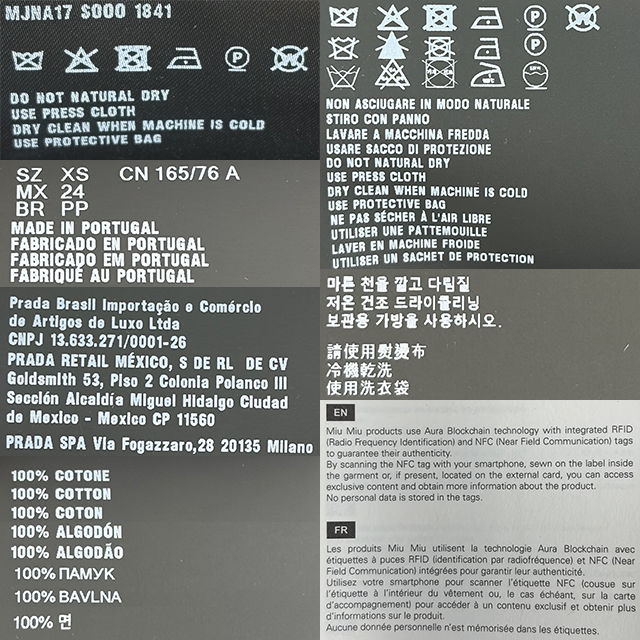 MJNA17 S000 1841
DO NOT NATURAL DRY
USE PRESS CLOTH
DRY CLEAN WHEN MACHINE IS COLD
USE PROTECTIVE BAG
SZ XS CN 165/76 A
MX 24
BR PP
MADE IN PORTUGAL
FABRICADO EN PORTUGAL
FABRICADO EM PORTUGAL
FABRIQUÉ AU PORTUGAL
Prada Brasil Importação e Comércio
de Artigos de Luxo Ltda
CNPJ 13.633.271/0001-26
PRADA RETAIL MÉXICO, S DE RL DE CV
Goldsmith 53, Piso 2 Colonia Polanco III
Sección Alcaldía Miguel Hidalgo Ciudad
de Mexico - Mexico CP 11560
PRADA SPA Via Fogazzaro,28 20135 Milano
100% COTONE
100% COTTON
100% COTON
100% ALGODÓN
100% ALGODÃO
100% ПАМУК
100% BAVLNA
100% 면
P W
P W
NON ASCIUGARE IN MODO NATURALE
STIRO CON PANNO
LAVARE A MACCHINA FREDDA
USARE SACCO DI PROTEZIONE
DO NOT NATURAL DRY
USE PRESS CLOTH
DRY CLEAN WHEN MACHINE IS COLD
USE PROTECTIVE BAG
NE PAS SÉCHER À L'AIR LIBRE
UTILISER UNE PATTEMOUILLE
LAVER EN MACHINE FROIDE
UTILISER UN SACHET DE PROTECTION
마른 천을 깔고 다림질
저온 건조 드라이클리닝
보관용 가방을 사용하시오.
請使用熨燙布
冷機乾洗
使用洗衣袋
EN
Miu Miu products use Aura Blockchain technology with integrated RFID
(Radio Frequency Identification) and NFC (Near Field Communication) tags
to guarantee their authenticity.
By scanning the NFC tag with your smartphone, sewn on the label inside
the garment or, if present, located on the external card, you can access
exclusive content and obtain more information about the product.
No personal data is stored in the tags.
FR
Les produits Miu Miu utilisent la technologie Aura Blockchain avec
étiquettes à puces RFID (identification par radiofréquence) et NFC (Near
Field Communication) intégrées pour garantir leur authenticité.
Utilisez votre smartphone pour scanner l'étiquette NFC (cousue sur
l'étiquette à l'intérieur du vêtement ou, le cas échéant, sur la carte
d'accompagnement) pour accéder à un contenu exclusif et obtenir plus
d'informations sur le produit.
Aucune donnée personnelle n'est mémorisée dans les étiquettes.